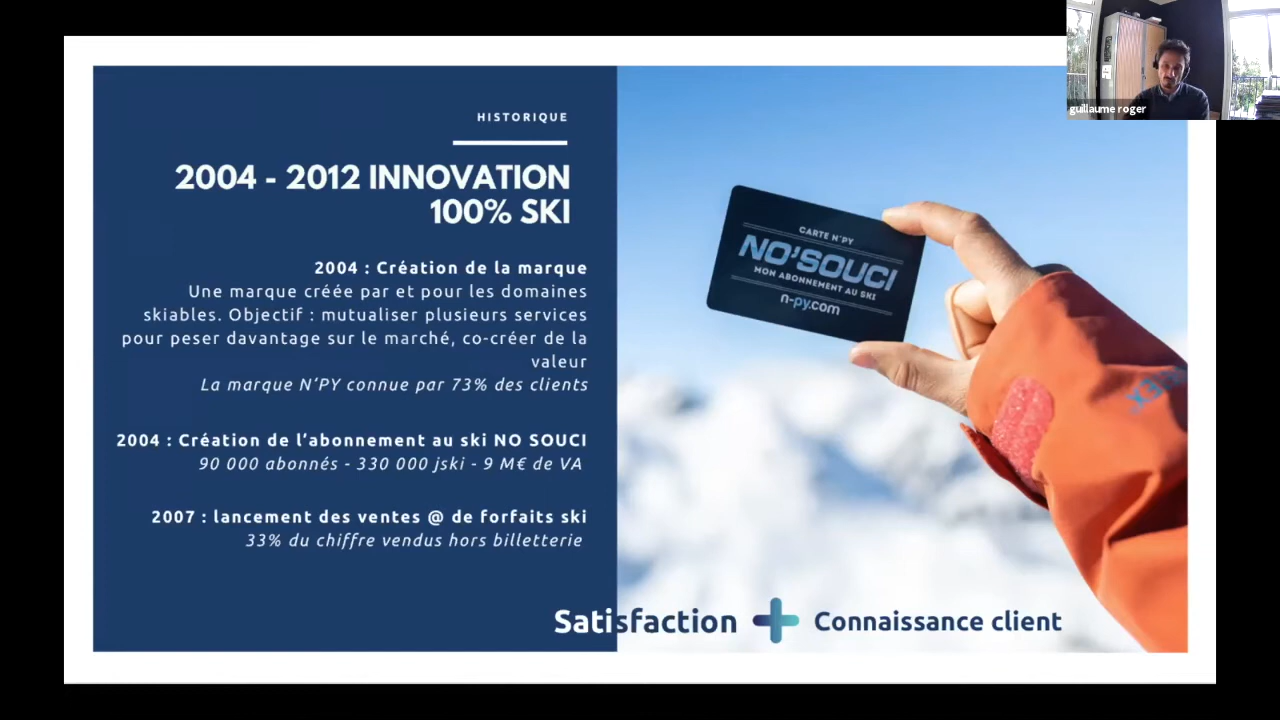 guillaume roger
HISTORIQUE
2004 - 2012 INNOVATION
100% SKI
2004 : Création de la marque
Une marque créée par et pour les domaines
skiables. Objectif : mutualiser plusieurs services
pour peser davantage sur le marché, co-créer de la
valeur
La marque N'PY connue par 73% des clients
2004 : Création de l'abonnement au ski NO SOUCI
90 000 abonnés - 330 000 jski - 9 M€ de VA
2007 : lancement des ventes @ de forfaits ski
33% du chiffre vendus hors billetterie
CARTE N'PY
NO'SOUCI
MON ABONNEMENT AU SKI
n-py.com
Satisfaction + Connaissance client